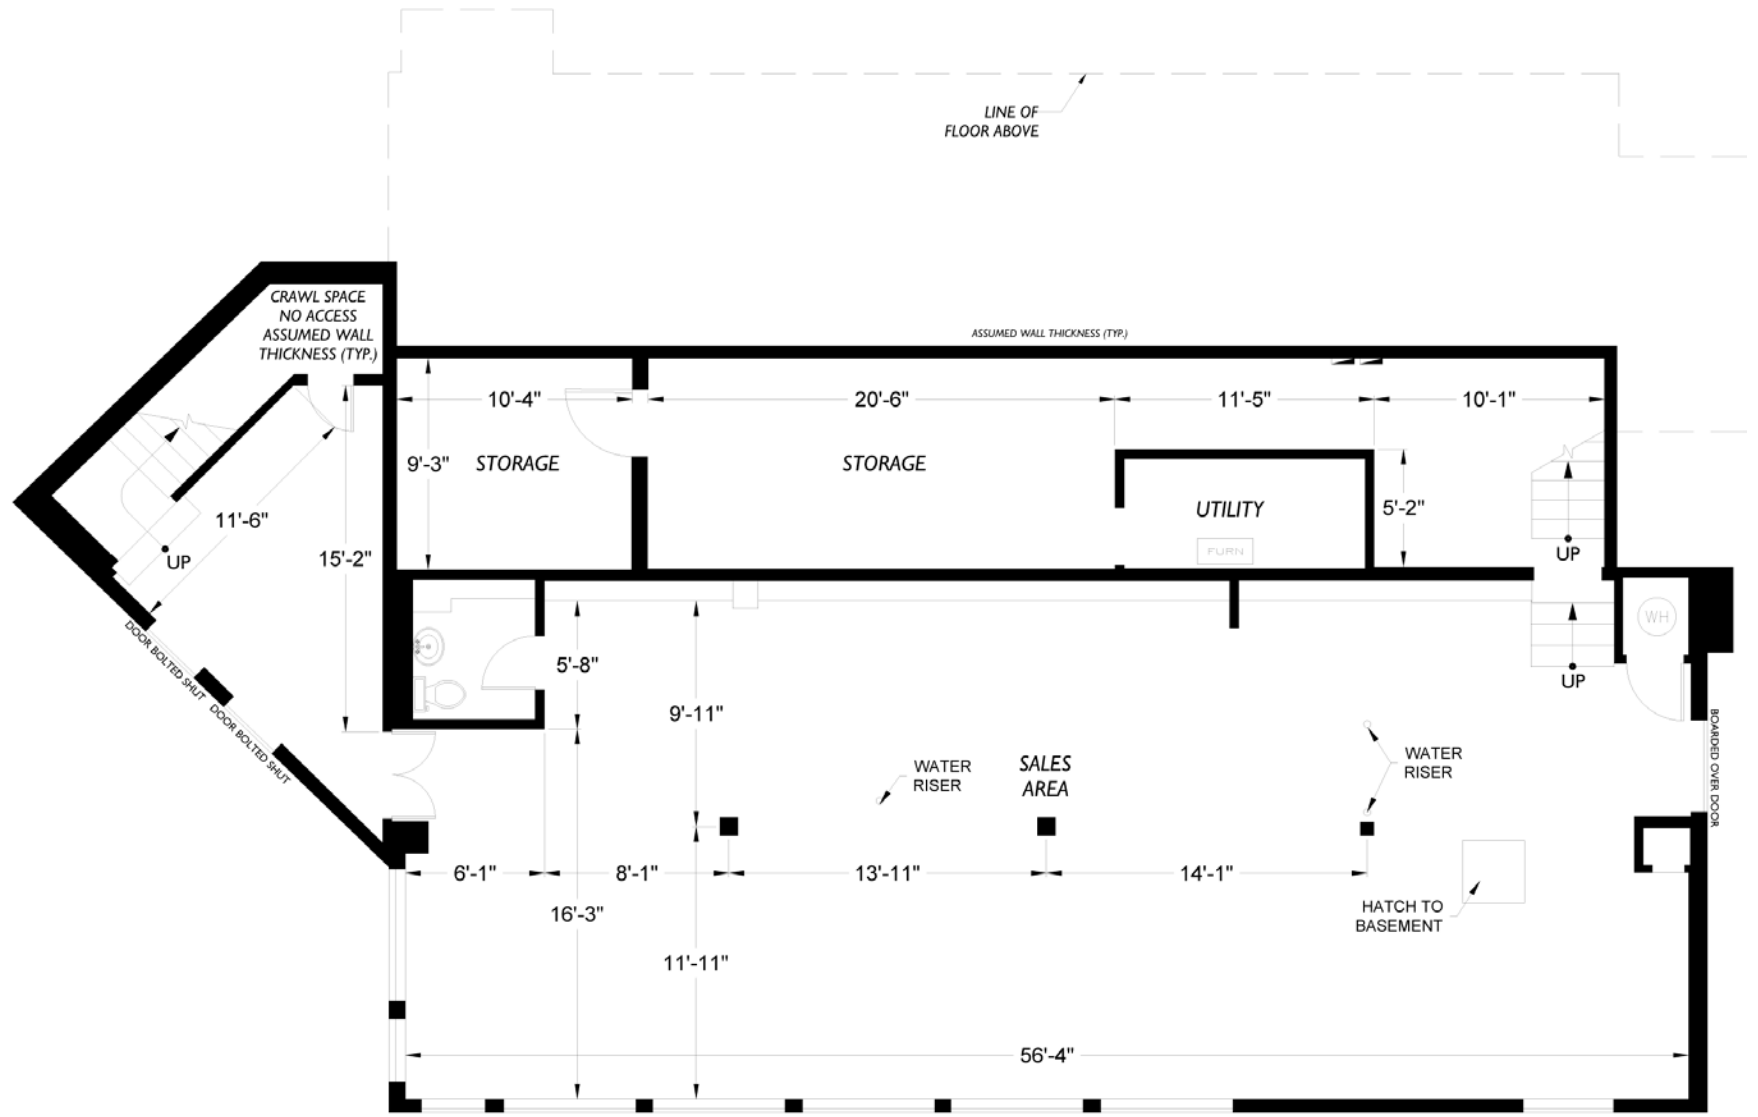 LINE OF
FLOOR ABOVE
CRAWL SPACE
NO ACCESS
ASSUMED WALL
THICKNESS (TYP.)
ASSUMED WALL THICKNESS (TYP.)
10'-4"
20'-6"
11'-5"
10'-1"
9'-3"
STORAGE
STORAGE
UTILITY
5'-2"
FURN
11'-6"
15'-2"
UP
UP
DOOR BOLTED SHUT
DOOR BOLTED SHUT
5'-8"
9'-11"
WH
UP
WATER
RISER
SALES
AREA
WATER
RISER
BOARDED OVER DOOR
6'-1"
8'-1"
13'-11"
14'-1"
16'-3"
HATCH TO
BASEMENT
11'-11"
56'-4"